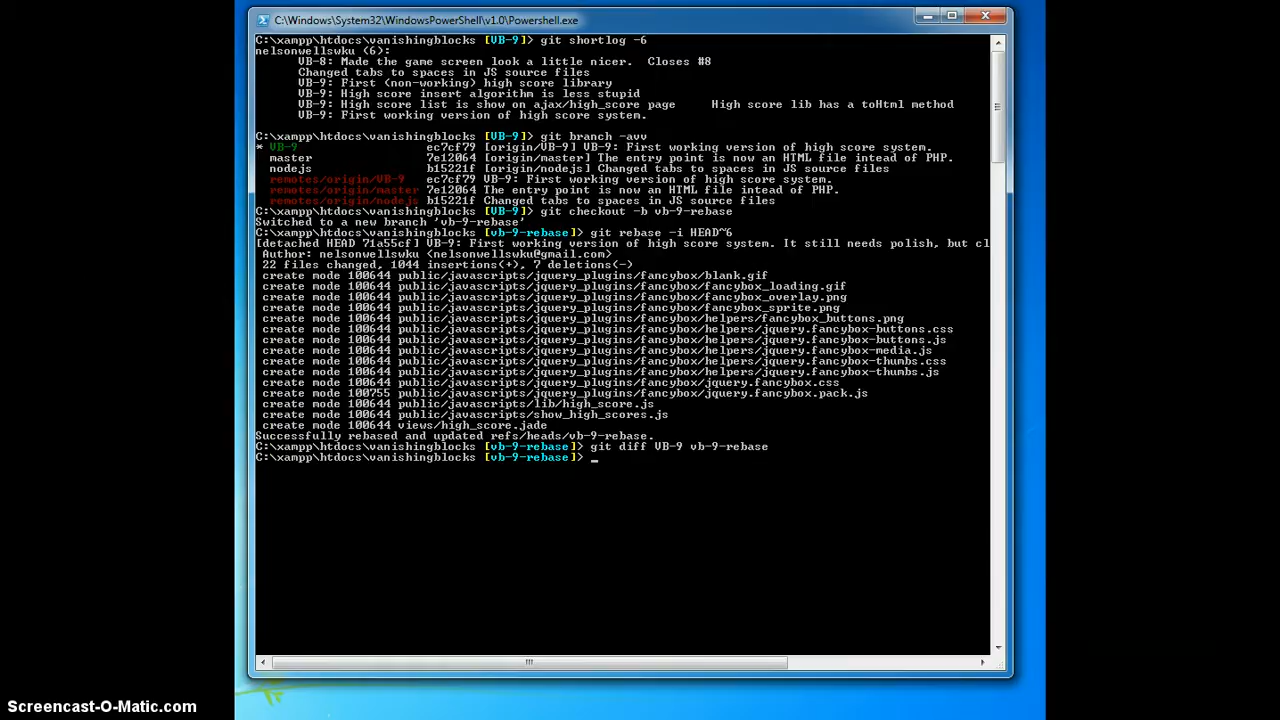 C:\Windows\System32\WindowsPowerShell\v1.0\Powershell.exe
C:\xampp\htdocs\vanishingblocks [VB-9]> git shortlog -6
nelsonwellswku (6):
VB-8: Made the game screen look a little nicer.  Closes #8
Changed tabs to spaces in JS source files
VB-9: First (non-working) high score library
VB-9: High score insert algorithm is less stupid
VB-9: High score list is show on ajax/high_score page     High score lib has a toHtml method
VB-9: First working version of high score system.
C:\xampp\htdocs\vanishingblocks [VB-9]> git branch -avv
* VB-9                    ec7cf79 [origin/VB-9] VB-9: First working version of high score system.
master                7e12064 [origin/master] The entry point is now an HTML file intead of PHP.
nodejs                b15221f [origin/nodejs] Changed tabs to spaces in JS source files
remotes/origin/VB-9   ec7cf79 VB-9: First working version of high score system.
remotes/origin/master 7e12064 The entry point is now an HTML file intead of PHP.
remotes/origin/nodejs b15221f Changed tabs to spaces in JS source files
C:\xampp\htdocs\vanishingblocks [VB-9]> git checkout -b vb-9-rebase
Switched to a new branch 'vb-9-rebase'
C:\xampp\htdocs\vanishingblocks [vb-9-rebase]> git rebase -i HEAD~6
[detached HEAD 71a55cf] VB-9: First working version of high score system. It still needs polish, but cl
Author: nelsonwellswku <nelsonwellswku@gmail.com>
22 files changed, 1044 insertions(+), 7 deletions(-)
create mode 100644 public/javascripts/jquery_plugins/fancybox/blank.gif
create mode 100644 public/javascripts/jquery_plugins/fancybox/fancybox_loading.gif
create mode 100644 public/javascripts/jquery_plugins/fancybox/fancybox_overlay.png
create mode 100644 public/javascripts/jquery_plugins/fancybox/fancybox_sprite.png
create mode 100644 public/javascripts/jquery_plugins/fancybox/helpers/fancybox_buttons.png
create mode 100644 public/javascripts/jquery_plugins/fancybox/helpers/jquery.fancybox-buttons.css
create mode 100644 public/javascripts/jquery_plugins/fancybox/helpers/jquery.fancybox-buttons.js
create mode 100644 public/javascripts/jquery_plugins/fancybox/helpers/jquery.fancybox-media.js
create mode 100644 public/javascripts/jquery_plugins/fancybox/helpers/jquery.fancybox-thumbs.css
create mode 100644 public/javascripts/jquery_plugins/fancybox/helpers/jquery.fancybox-thumbs.js
create mode 100644 public/javascripts/jquery_plugins/fancybox/jquery.fancybox.css
create mode 100755 public/javascripts/jquery_plugins/fancybox/jquery.fancybox.pack.js
create mode 100644 public/javascripts/lib/high_score.js
create mode 100644 public/javascripts/show_high_scores.js
create mode 100644 views/high_score.jade
Successfully rebased and updated refs/heads/vb-9-rebase.
C:\xampp\htdocs\vanishingblocks [vb-9-rebase]> git diff VB-9 vb-9-rebase
C:\xampp\htdocs\vanishingblocks [vb-9-rebase]> _
Screencast-O-Matic.com